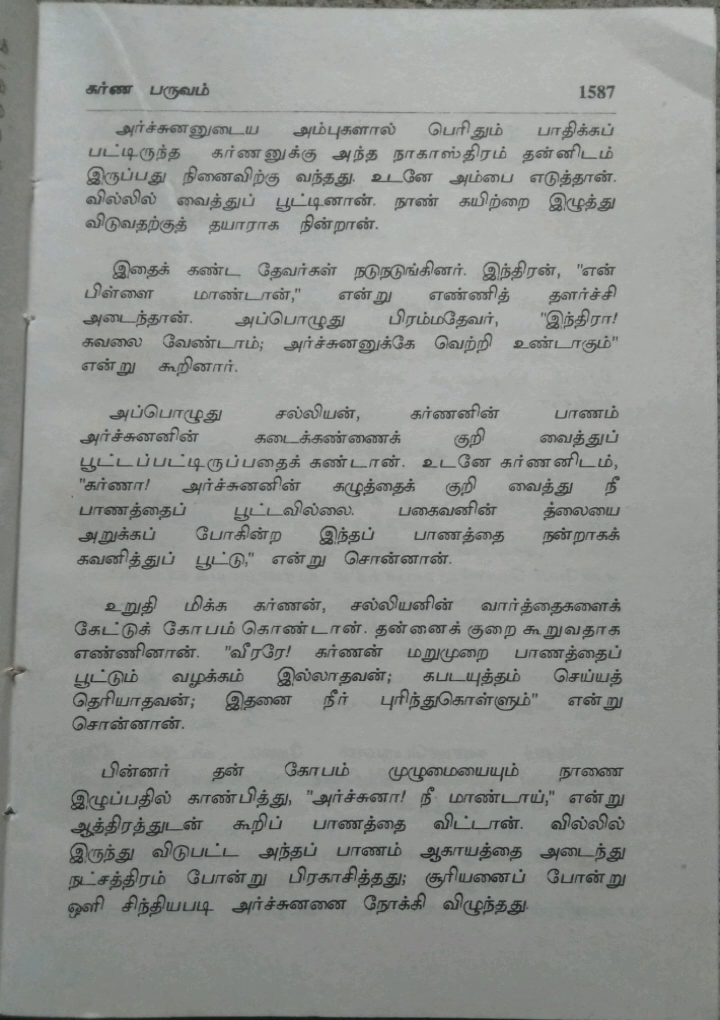 கர்ண பருவம் 1587
அர்ச்சுனனுடைய அம்புகளால் பெரிதும் பாதிக்கப்
பட்டிருந்த கர்ணனுக்கு அந்த நாகாஸ்திரம் தன்னிடம்
இருப்பது நினைவிற்கு வந்தது. உடனே அம்பை எடுத்தான்.
வில்லில் வைத்துப் பூட்டினான். நாண் கயிற்றை இழுத்து
விடுவதற்குத் தயாராக நின்றான்.
இதைக் கண்ட தேவர்கள் நடுநடுங்கினர். இந்திரன், "என்
பிள்ளை மாண்டான்," என்று எண்ணித் தளர்ச்சி
அடைந்தான். அப்பொழுது பிரம்மதேவர், "இந்திரா!
கவலை வேண்டாம்; அர்ச்சுனனுக்கே வெற்றி உண்டாகும்"
என்று கூறினார்.
அப்பொழுது சல்லியன், கர்ணனின் பாணம்
அர்ச்சுனனின் கடைக்கண்ணைக் குறி வைத்துப்
பூட்டப்பட்டிருப்பதைக் கண்டான். உடனே கர்ணனிடம்,
"கர்ணா! அர்ச்சுனனின் கழுத்தைக் குறி வைத்து நீ
பாணத்தைப் பூட்டவில்லை. பகைவனின் த்லையை
அறுக்கப் போகின்ற இந்தப் பாணத்தை நன்றாகக்
கவனித்துப் பூட்டு," என்று சொன்னான்.
உறுதி மிக்க கர்ணன், சல்லியனின் வார்த்தைகளைக்
கேட்டுக் கோபம் கொண்டான். தன்னைக் குறை கூறுவதாக
எண்ணினான். "வீரரே! கர்ணன் மறுமுறை பாணத்தைப்
பூட்டும் வழக்கம் இல்லாதவன்; கபடயுத்தம் செய்யத்
தெரியாதவன்; இதனை நீர் புரிந்துகொள்ளும்" என்று
சொன்னான்.
பின்னர் தன் கோபம் முழுமையையும் நாணை
இழுப்பதில் காண்பித்து, "அர்ச்சுனா! நீ மாண்டாய்," என்று
ஆத்திரத்துடன் கூறிப் பாணத்தை விட்டான். வில்லில்
இருந்து விடுபட்ட அந்தப் பாணம் ஆகாயத்தை அடைந்து
நட்சத்திரம் போன்று பிரகாசித்தது; சூரியனைப் போன்று
ஒளி சிந்தியபடி அர்ச்சுனனை நோக்கி விழுந்தது.